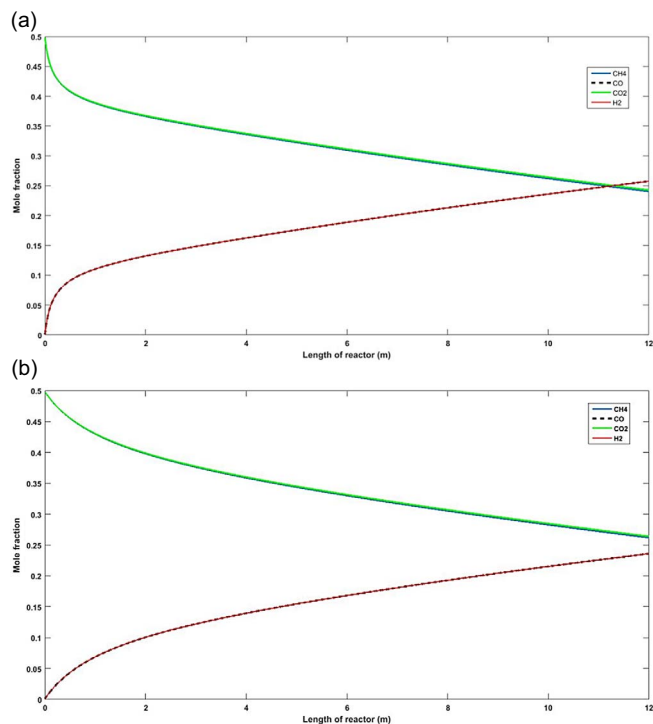 (a)
0.5
0.45
0.4
0.35
0.3
0.25
0.2
0.15
0.1
0.05
0
Mole fraction
CH4
CO
CO2
H2
0 2 4 6 8 10 12
Length of reactor (m)
(b)
0.5
0.45
0.4
0.35
0.3
0.25
0.2
0.15
0.1
0.05
0
Mole fraction
CH4
CO
CO2
H2
0 2 4 6 8 10 12
Length of reactor (m)